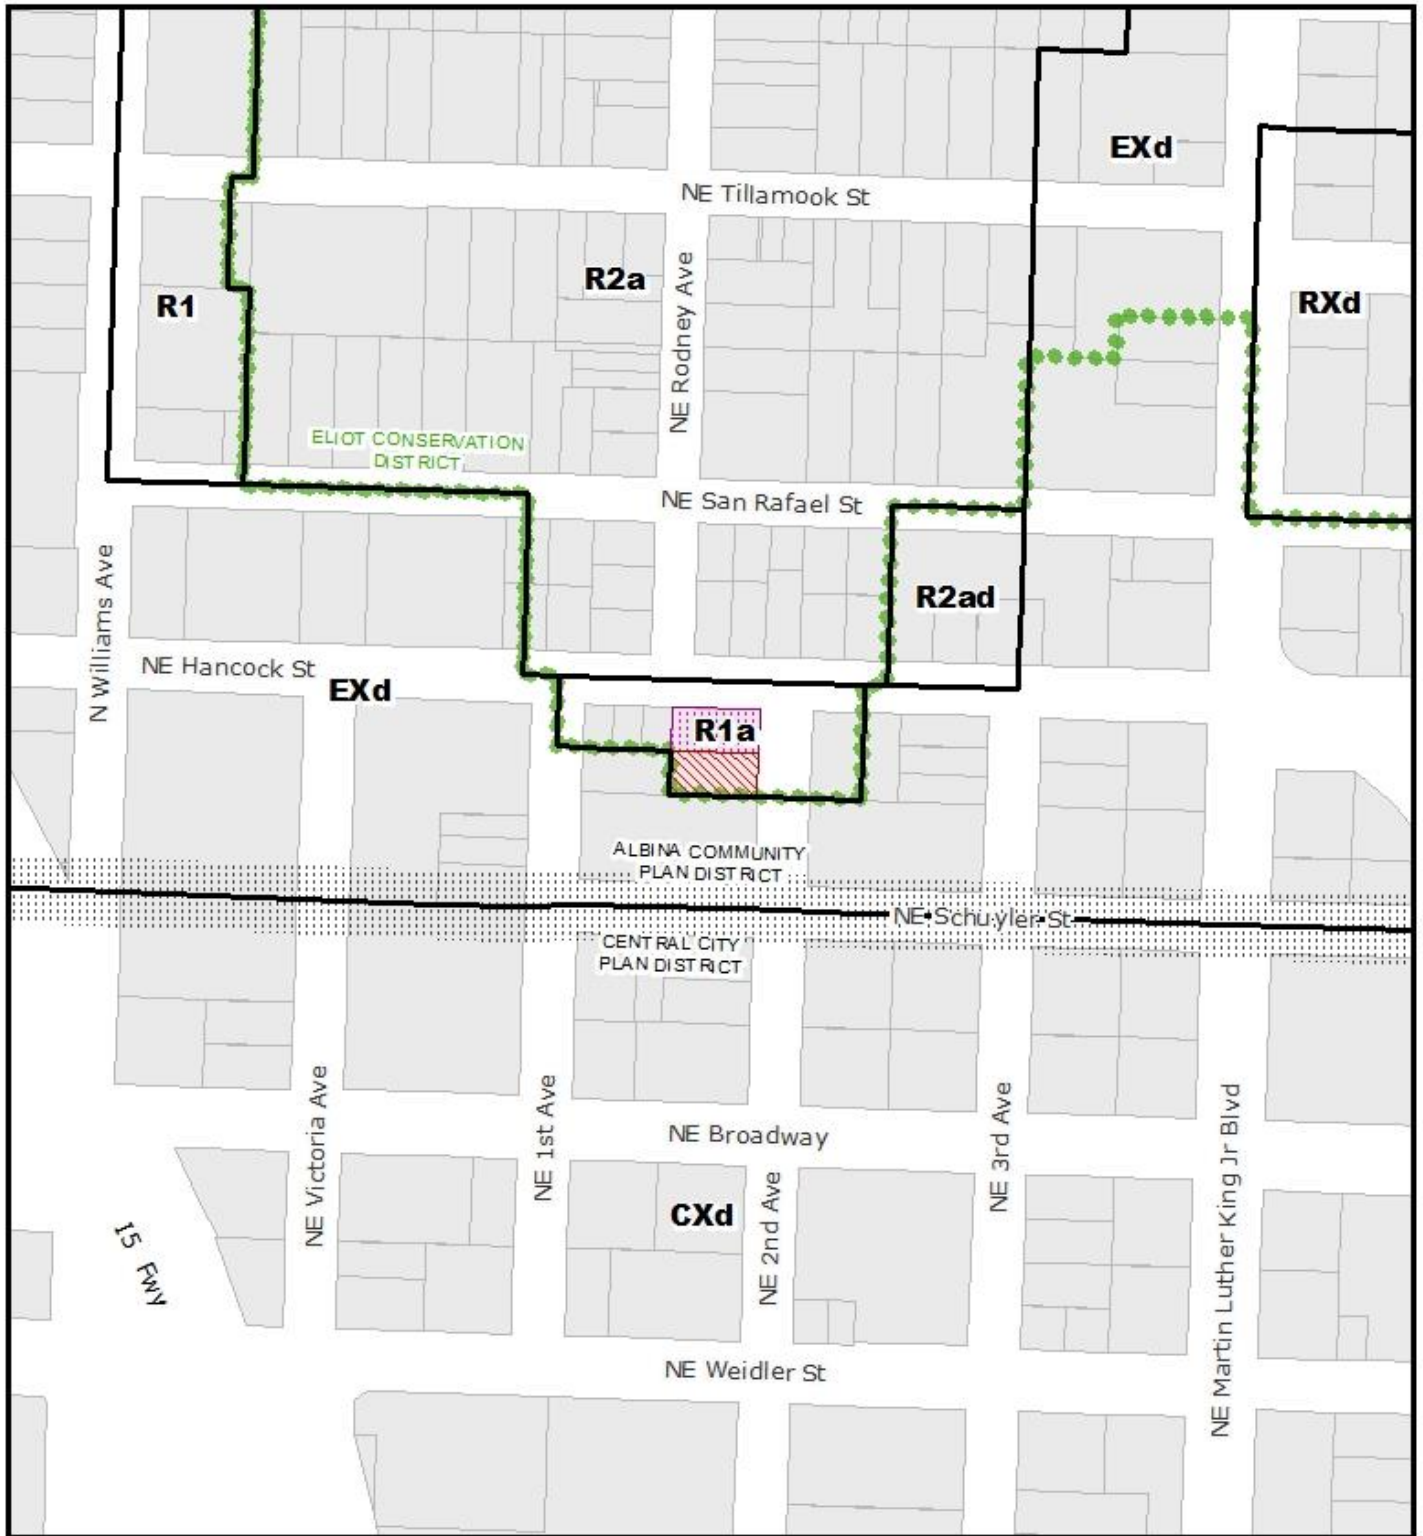 EXd
NE Tillamook St
R2a
NE Rodney Ave
R1
RXd
ELIOT CONSERVATION
DISTRICT
NE San Rafael St
N Williams Ave
R2ad
NE Hancock St
EXd
R1a
ALBINA COMMUNITY
PLAN DISTRICT
NE Schuyler St
CENTRAL CITY
PLAN DISTRICT
NE Victoria Ave
NE 1st Ave
NE 3rd Ave
NE Martin Luther King Jr Blvd
NE Broadway
NE 2nd Ave
CXd
I5 Fwy
NE Weidler St